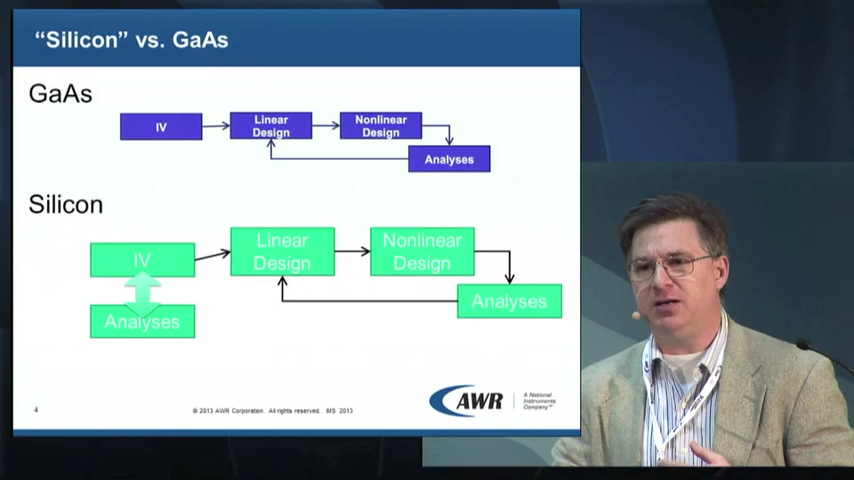 “Silicon” vs. GaAs
GaAs
IV
Linear
Design
Nonlinear
Design
Analyses
Silicon
IV
Linear
Design
Nonlinear
Design
Analyses
Analyses
4
© 2013 AWR Corporation. All rights reserved. IMS 2013
AWR
A National
Instruments
Company™